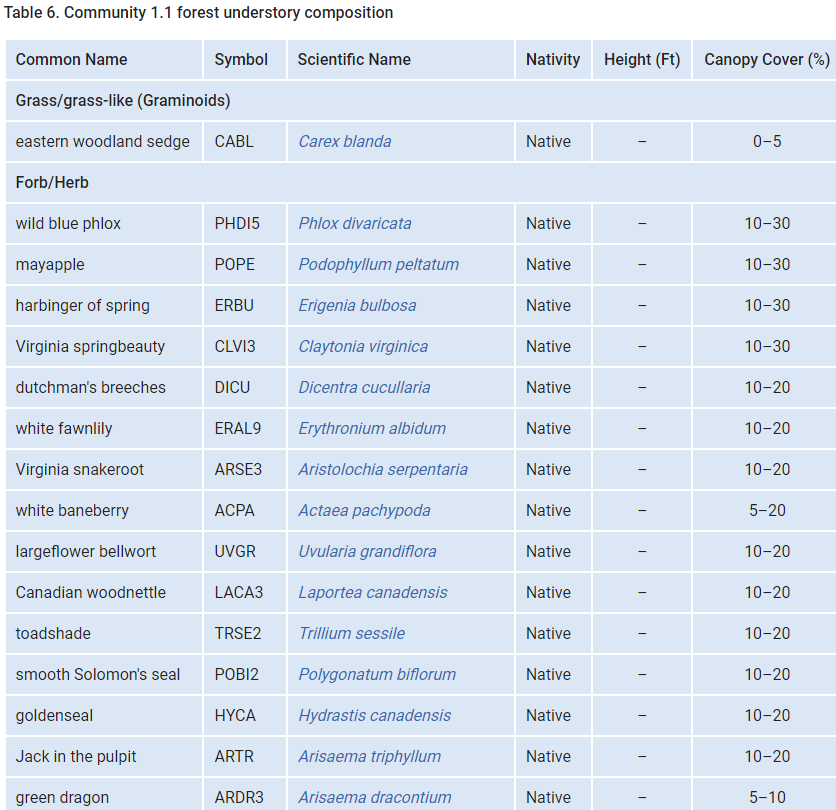 Table 6. Community 1.1 forest understory composition
Common Name Symbol Scientific Name Nativity Height (Ft) Canopy Cover (%)
Grass/grass-like (Graminoids)
eastern woodland sedge CABL Carex blanda Native – 0–5
Forb/Herb
wild blue phlox PHDI5 Phlox divaricata Native – 10–30
mayapple POPE Podophyllum peltatum Native – 10–30
harbinger of spring ERBU Erigenia bulbosa Native – 10–30
Virginia springbeauty CLVI3 Claytonia virginica Native – 10–30
dutchman's breeches DICU Dicentra cucullaria Native – 10–20
white fawnlily ERAL9 Erythronium albidum Native – 10–20
Virginia snakeroot ARSE3 Aristolochia serpentaria Native – 10–20
white baneberry ACPA Actaea pachypoda Native – 5–20
largeflower bellwort UVGR Uvularia grandiflora Native – 10–20
Canadian woodnettle LACA3 Laportea canadensis Native – 10–20
toadshade TRSE2 Trillium sessile Native – 10–20
smooth Solomon's seal POBI2 Polygonatum biflorum Native – 10–20
goldenseal HYCA Hydrastis canadensis Native – 10–20
Jack in the pulpit ARTR Arisaema triphyllum Native – 10–20
green dragon ARDR3 Arisaema dracontium Native – 5–10